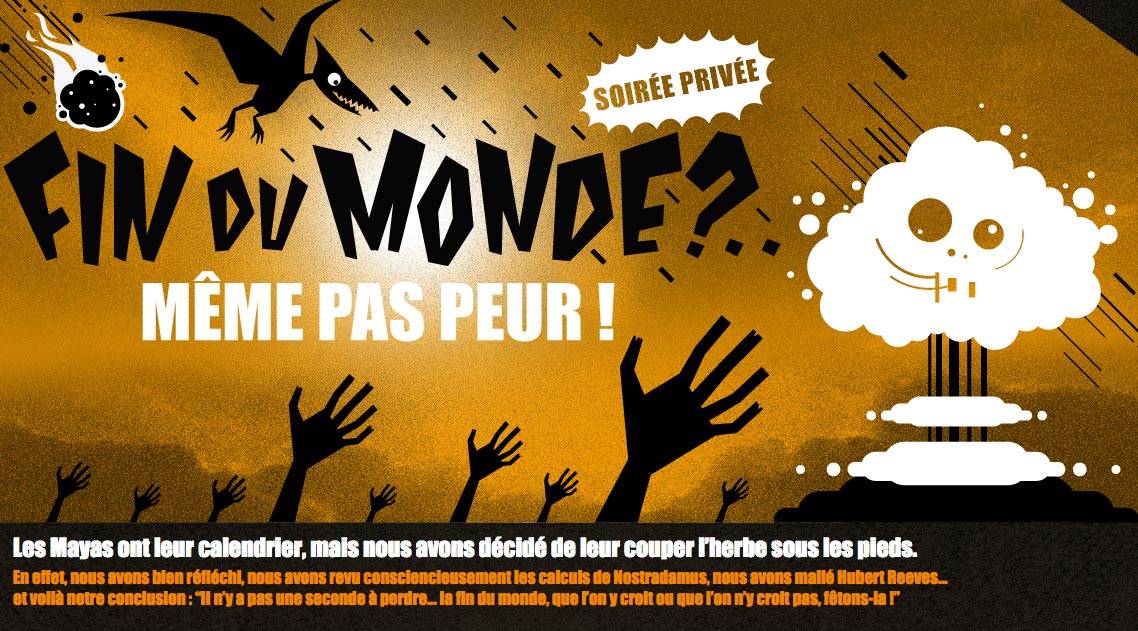 SOIRÉE PRIVÉE
FIN DU MONDE?..
MÊME PAS PEUR !
Les Mayas ont leur calendrier, mais nous avons décidé de leur couper l'herbe sous les pieds.
En effet, nous avons bien réfléchi, nous avons revu consciencieusement les calculs de Nostradamus, nous avons mailé Hubert Reeves...
et voilà notre conclusion : "Il n'y a pas une seconde à perdre... la fin du monde, que l'on y croit ou que l'on n'y croit pas, fêtons-la !"